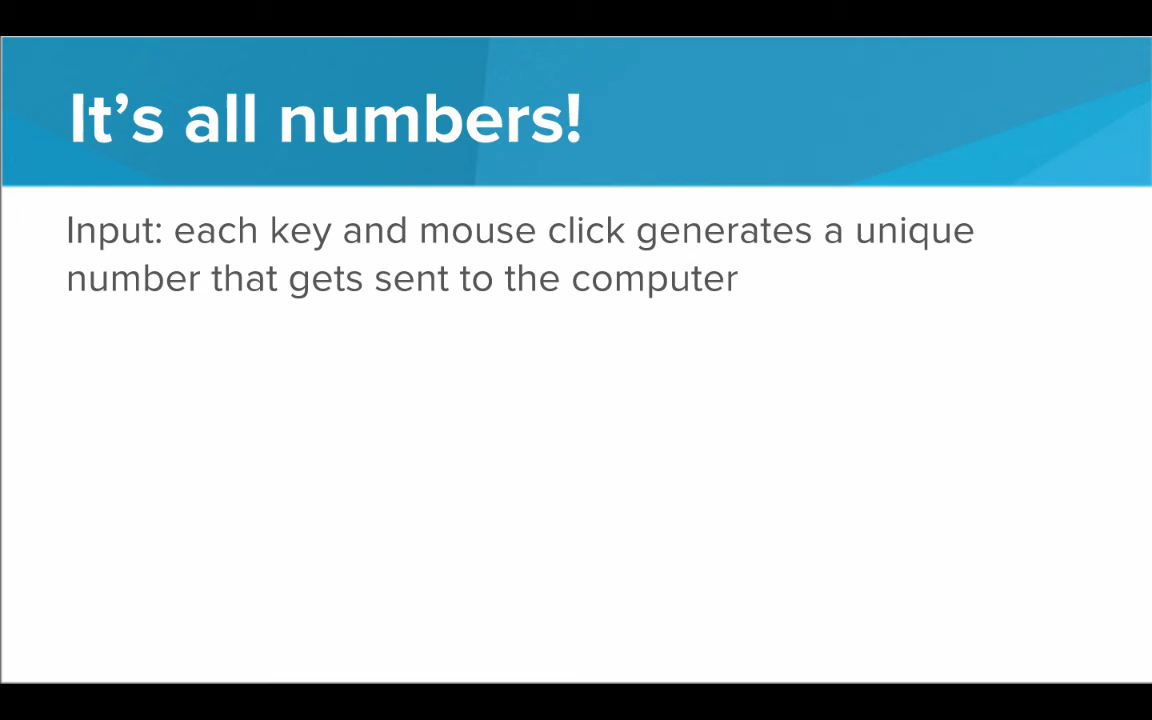 It’s all numbers!
Input: each key and mouse click generates a unique
number that gets sent to the computer